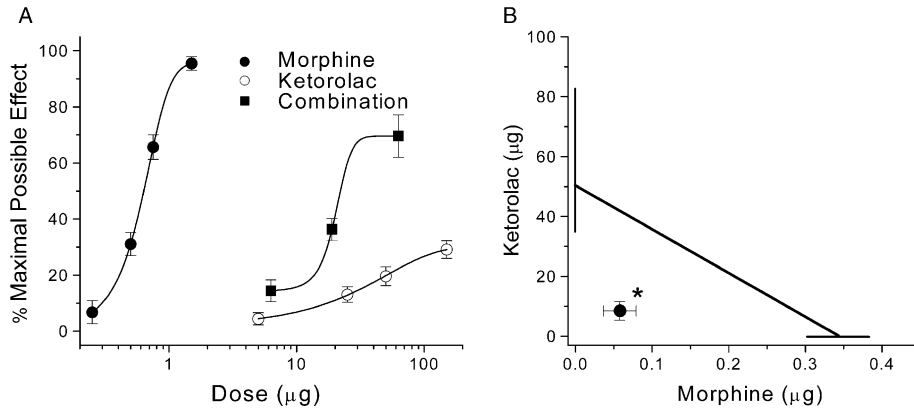 A
% Maximal Possible Effect
100
80
60
40
20
0
Morphine
Ketorolac
Combination
1
10
100
Dose (μg)
B
Ketorolac (μg)
100
80
60
40
20
0
*
0.0
0.1
0.2
0.3
0.4
Morphine (μg)